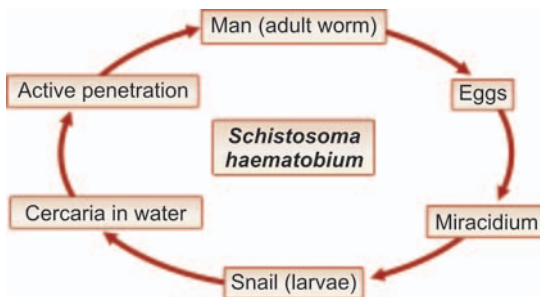 Man (adult worm)
Eggs
Miracidium
Snail (larvae)
Cercaria in water
Active penetration
Schistosoma
haematobium